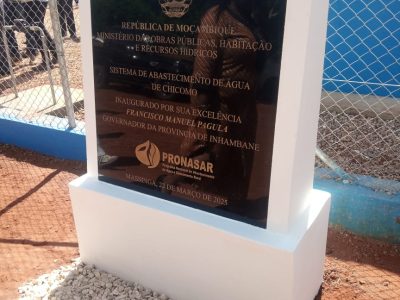 REPÚBLICA DE MOÇAMBIQUE
MINISTÉRIO DAS OBRAS PÚBLICAS, HABITAÇÃO
E RECURSOS HÍDRICOS
SISTEMA DE ABASTECIMENTO DE ÁGUA
DE CHICOMO
INAUGURADO POR SUA EXCELÊNCIA
FRANCISCO MANUEL PAGULA
GOVERNADOR DA PROVÍNCIA DE INHAMBANE
PRONASAR
MASSINGA, 22 DE MARÇO DE 2025